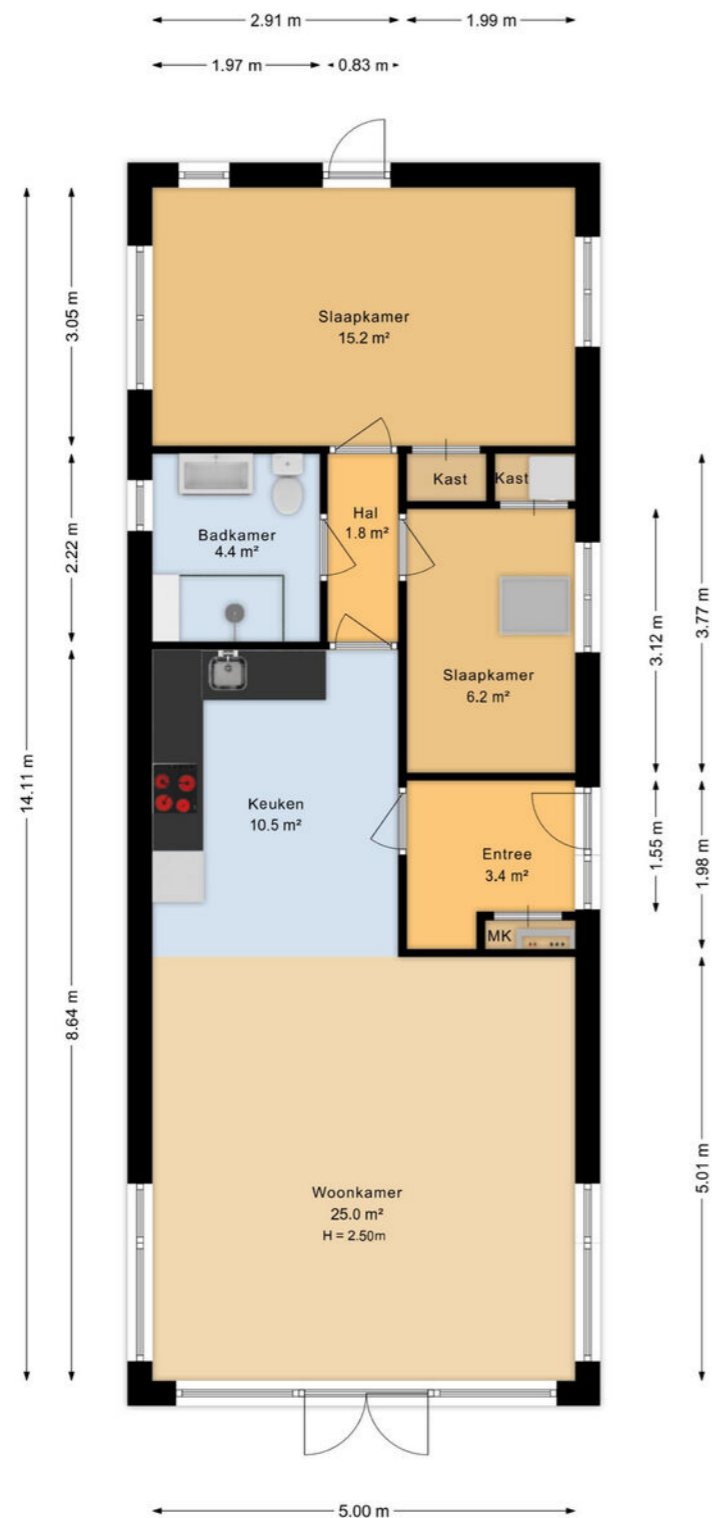 2.91 m
1.99 m
1.97 m
0.83 m
Slaapkamer
15.2 m²
3.05 m
14.11 m
Kast
Kast
Hal
1.8 m²
Badkamer
4.4 m²
2.22 m
3.12 m
3.77 m
Slaapkamer
6.2 m²
Keuken
10.5 m²
Entree
3.4 m²
1.55 m
1.98 m
MK
8.64 m
5.01 m
Woonkamer
25.0 m²
H = 2.50m
5.00 m